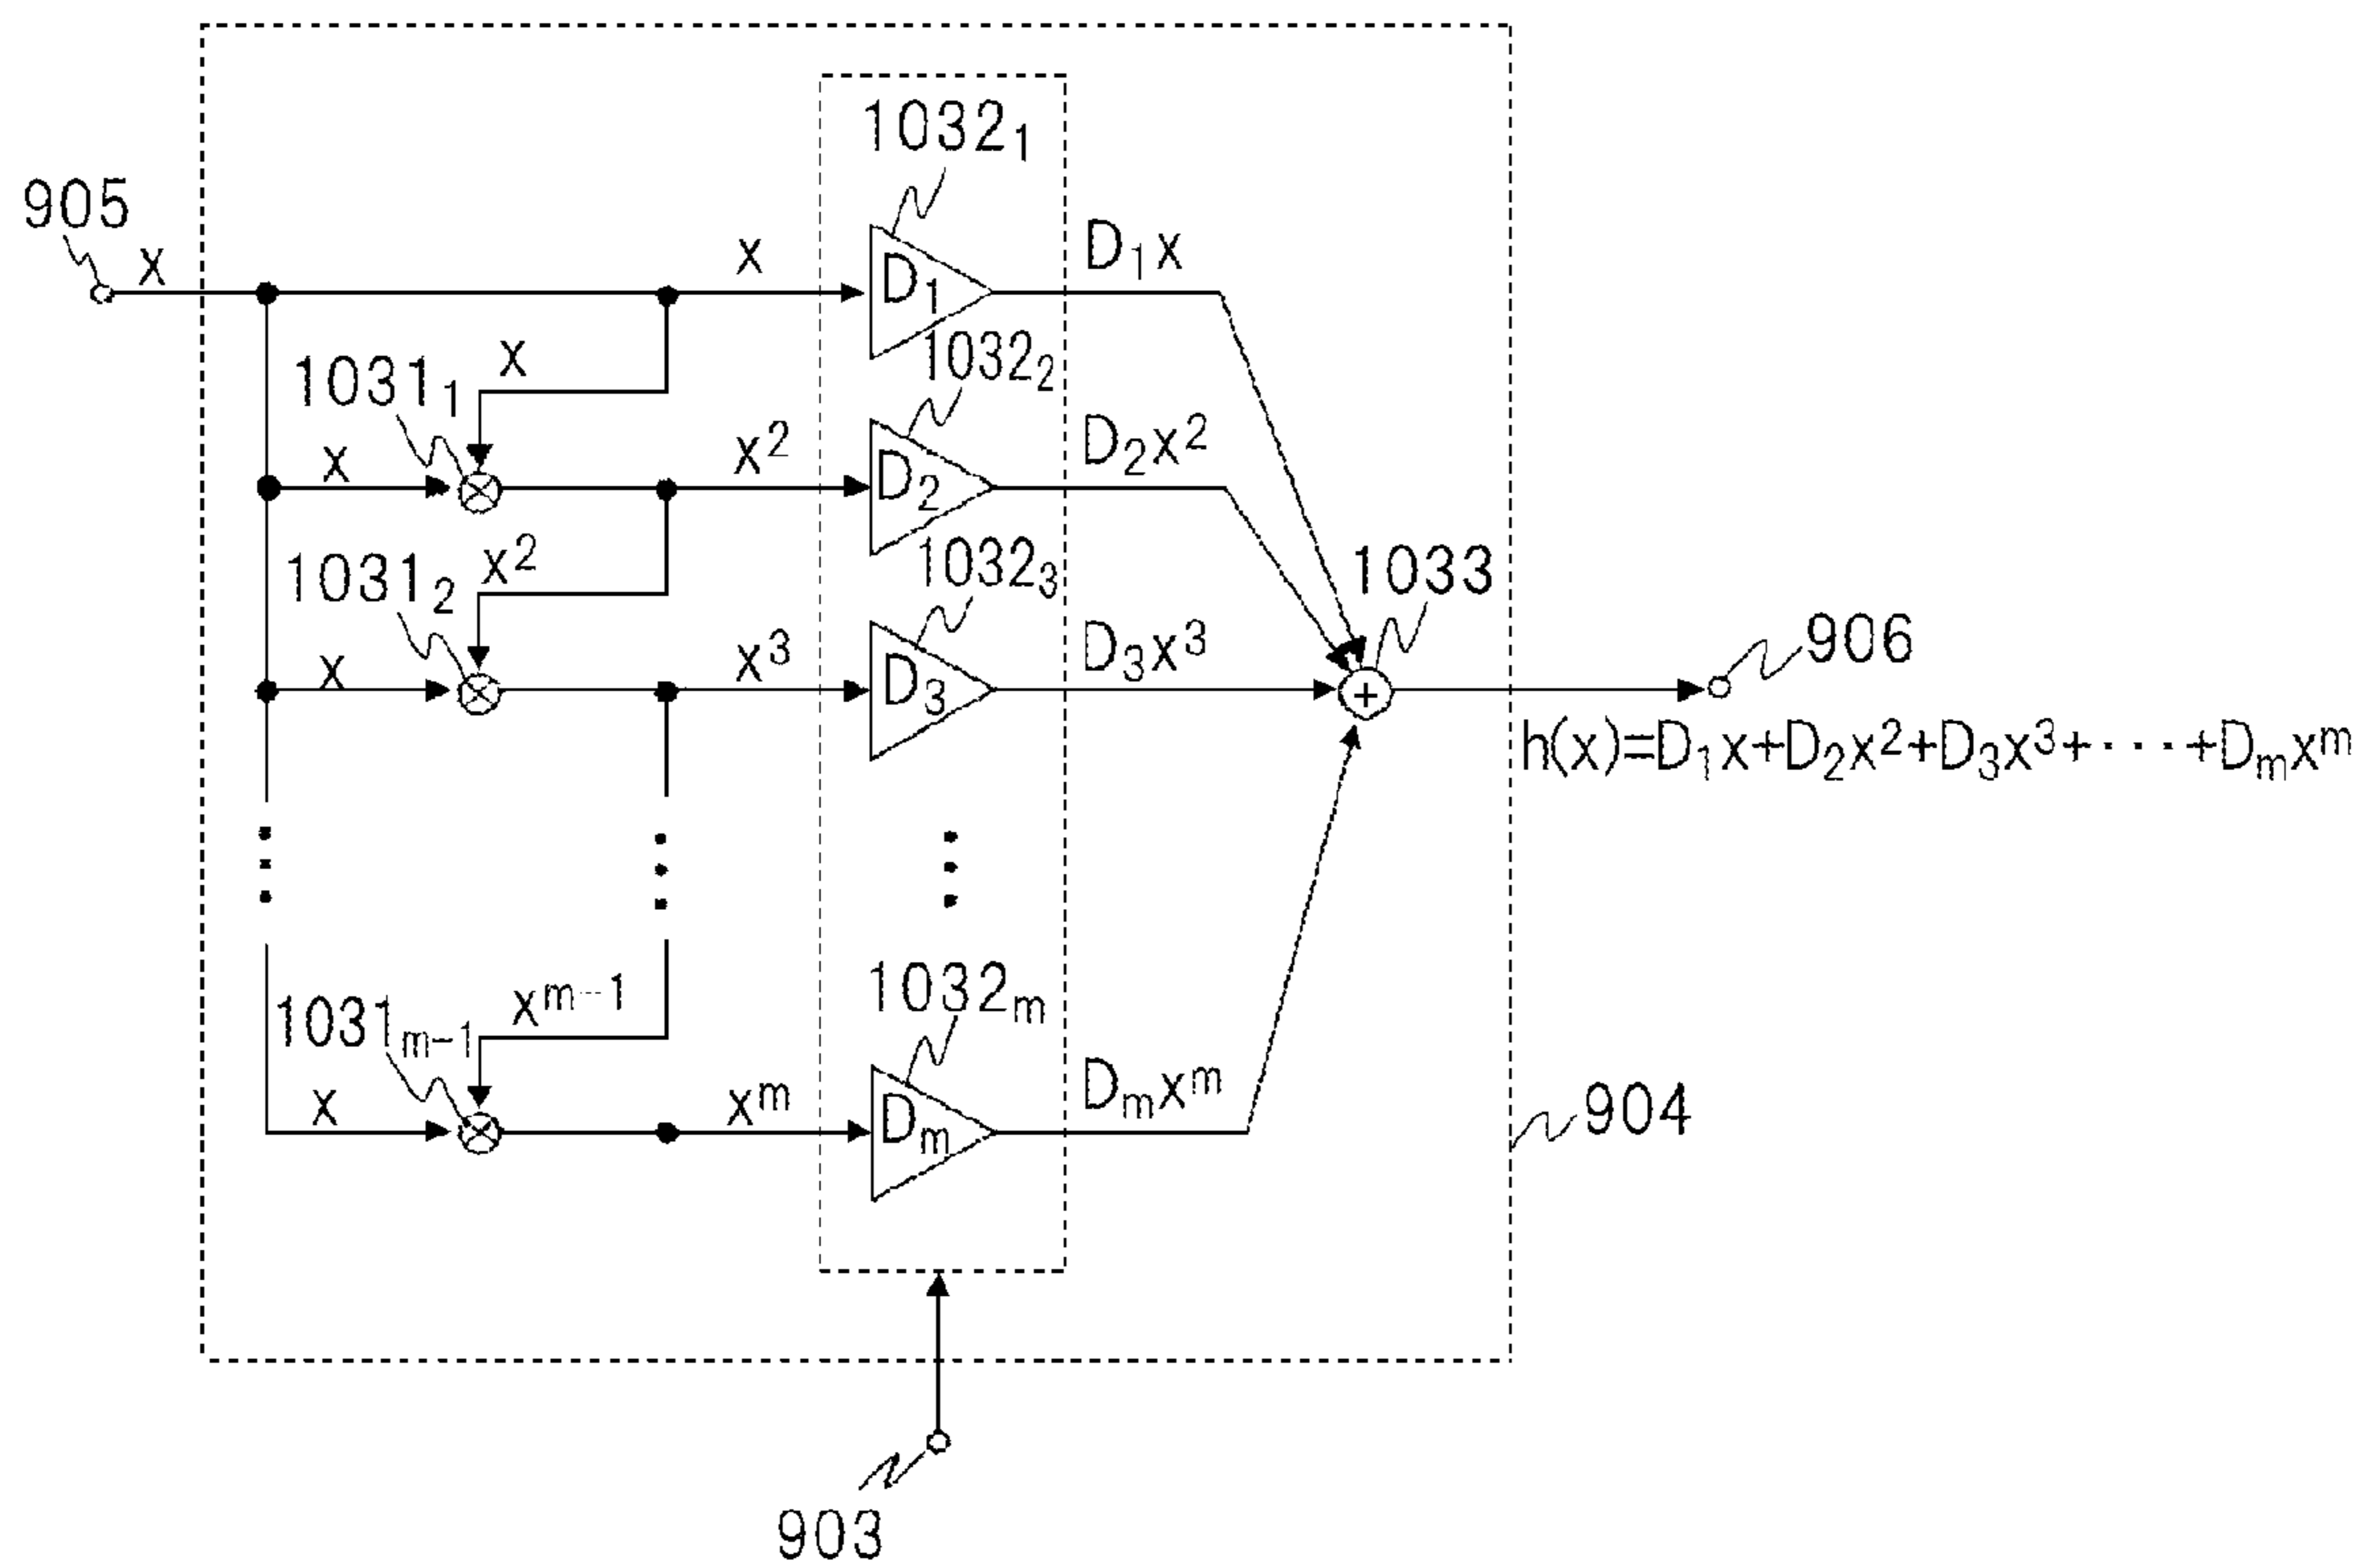 1032₁
905
x
x
D₁
D₁x
1032₂
x
1031₁
x
x²
D₂
D₂x²
1032₃
x²
1031₂
x
x³
D₃
D₃x³
1033
906
h(x)=D₁x+D₂x²+D₃x³+・・・・+Dₘxᵐ
1032ₘ
xᵐ⁻¹
1031ₘ₋₁
x
xᵐ
Dₘ
Dₘxᵐ
904
903